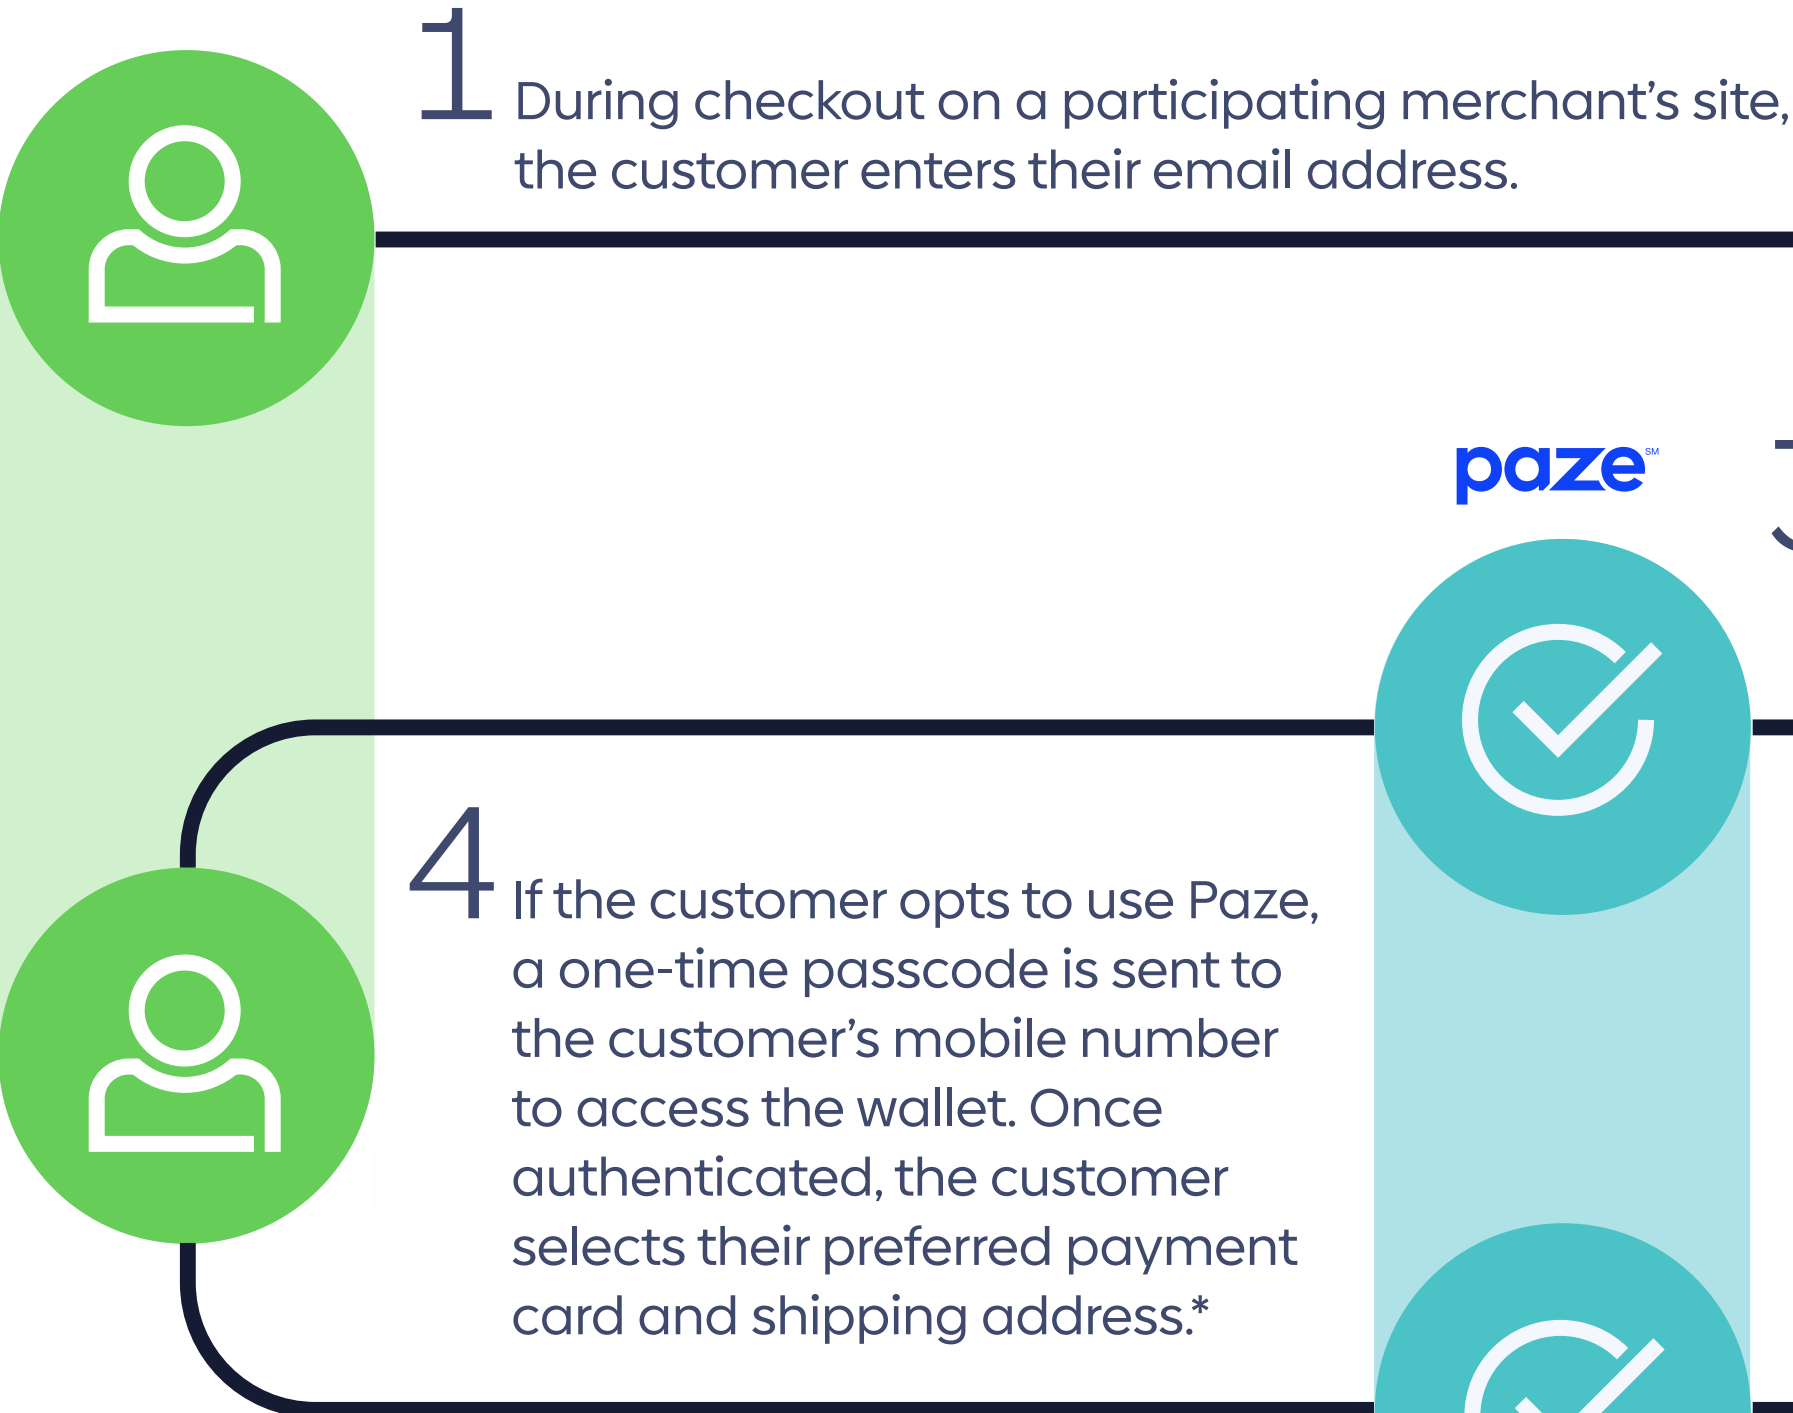 1
During checkout on a participating merchant’s site,
the customer enters their email address.
paze℠
4
If the customer opts to use Paze,
a one-time passcode is sent to
the customer’s mobile number
to access the wallet. Once
authenticated, the customer
selects their preferred payment
card and shipping address.*